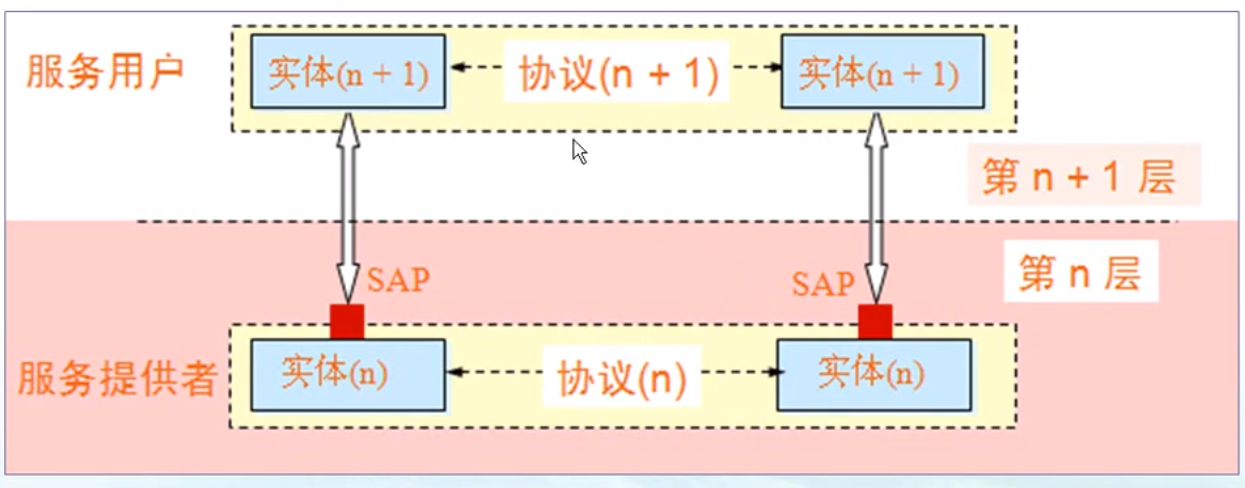 服务用户
实体(n + 1)
协议(n + 1)
实体(n + 1)
第 n + 1 层
第 n 层
SAP
SAP
服务提供者
实体(n)
协议(n)
实体(n)